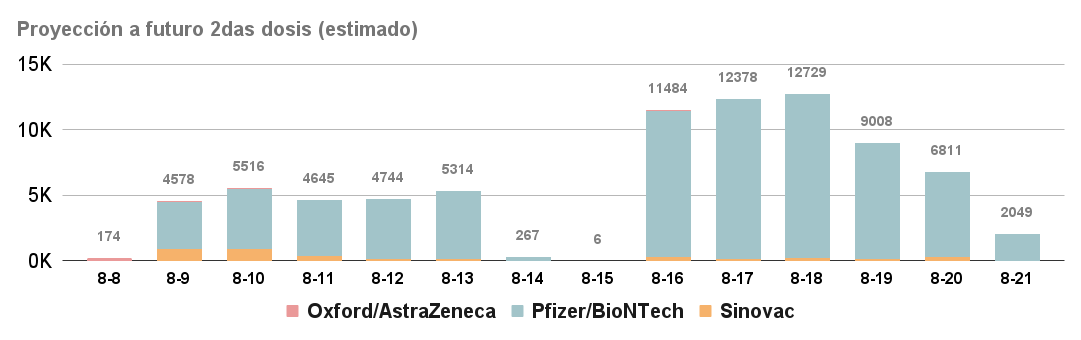 Proyección a futuro 2das dosis (estimado)
15K
10K
5K
0K
174
4578
5516
4645
4744
5314
267
6
11484
12378
12729
9008
6811
2049
8-8 8-9 8-10 8-11 8-12 8-13 8-14 8-15 8-16 8-17 8-18 8-19 8-20 8-21
Oxford/AstraZeneca Pfizer/BioNTech Sinovac